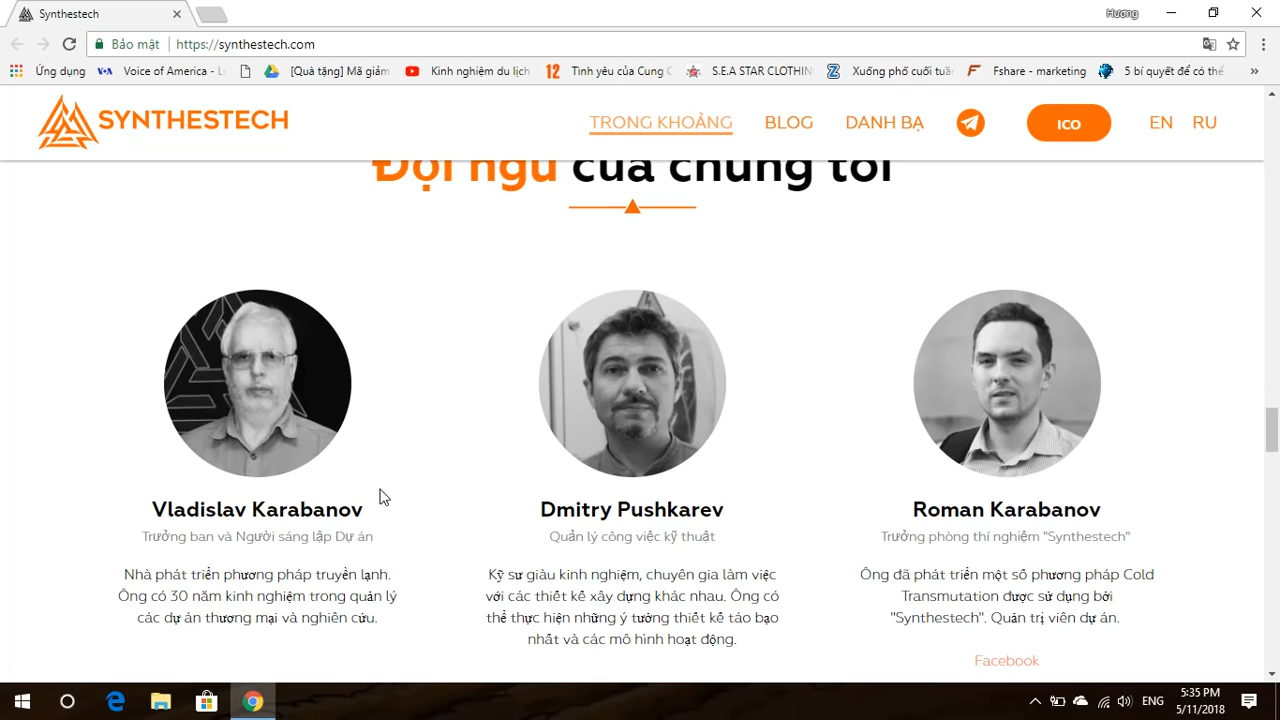 Synthestech
Hương
Bảo mật
https://synthestech.com
Ứng dụng
Voice of America - L
[Quà tặng] Mã giảm
Kinh nghiệm du lịch
Tình yêu của Cung
S.E.A STAR CLOTHIN
Xuống phố cuối tuần
Fshare - marketing
5 bí quyết để có thể
»
SYNTHESTECH
TRONG KHOẢNG
BLOG
DANH BẠ
ICO
EN
RU
Đội ngũ của chúng tôi
Vladislav Karabanov
Trưởng ban và Người sáng lập Dự án
Nhà phát triển phương pháp truyền lạnh.
Ông có 30 năm kinh nghiệm trong quản lý
các dự án thương mại và nghiên cứu.
Dmitry Pushkarev
Quản lý công việc kỹ thuật
Kỹ sư giàu kinh nghiệm, chuyên gia làm việc
với các thiết kế xây dựng khác nhau. Ông có
thể thực hiện những ý tưởng thiết kế táo bạo
nhất và các mô hình hoạt động.
Roman Karabanov
Trưởng phòng thí nghiệm "Synthestech"
Ông đã phát triển một số phương pháp Cold
Transmutation được sử dụng bởi
"Synthestech". Quản trị viên dự án.
Facebook
ENG
5:35 PM
5/11/2018